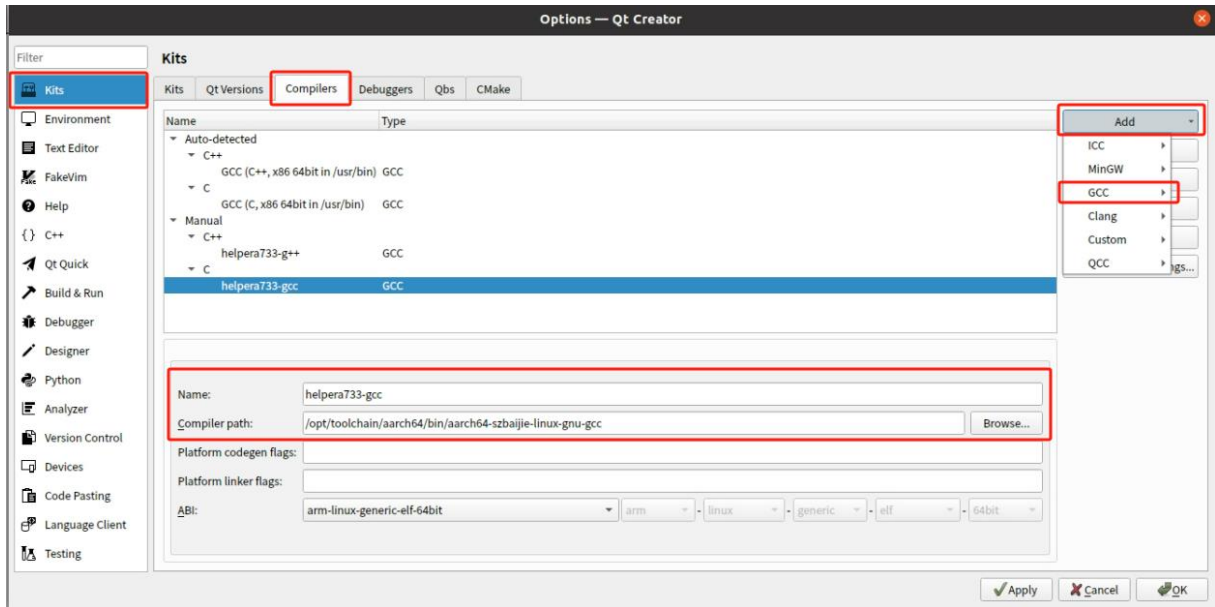 Options — Qt Creator
Filter
Kits
Environment
Text Editor
FakeVim
Help
{} C++
Qt Quick
Build & Run
Debugger
Designer
Python
Analyzer
Version Control
Devices
Code Pasting
Language Client
Testing
Kits
Kits Qt Versions Compilers Debuggers Qbs CMake
Name Type
Auto-detected
C++
GCC (C++, x86 64bit in /usr/bin) GCC
C
GCC (C, x86 64bit in /usr/bin) GCC
Manual
C++
helpera733-g++ GCC
C
helpera733-gcc GCC
Add
ICC
MinGW
GCC
Clang
Custom
QCC
ngs...
Name: helpera733-gcc
Compiler path: /opt/toolchain/aarch64/bin/aarch64-szbaijie-linux-gnu-gcc Browse...
Platform codegen flags:
Platform linker flags:
ABI: arm-linux-generic-elf-64bit arm - linux - generic - elf - 64bit
Apply Cancel OK